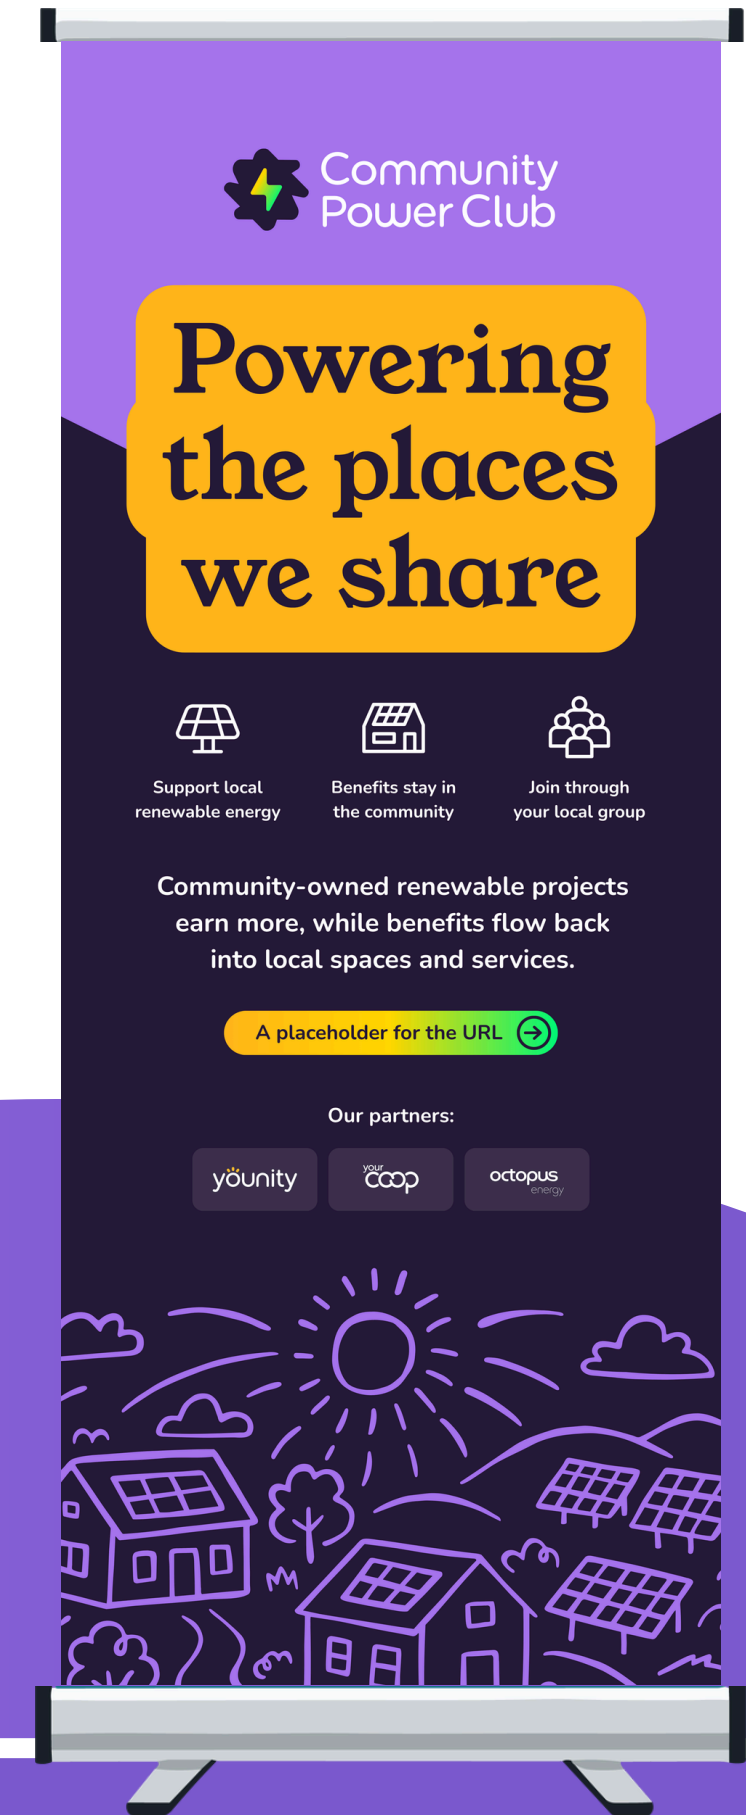 Community
Power Club
Powering
the places
we share
Support local
renewable energy
Benefits stay in
the community
Join through
your local group
Community-owned renewable projects
earn more, while benefits flow back
into local spaces and services.
A placeholder for the URL
Our partners:
younity
your
coop
octopus
energy